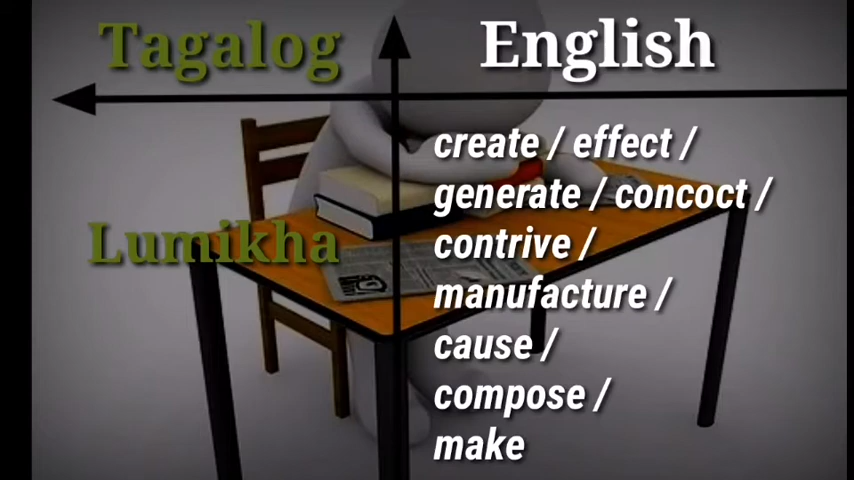 Tagalog
English
Lumikha
create / effect /
generate / concoct /
contrive /
manufacture /
cause /
compose /
make